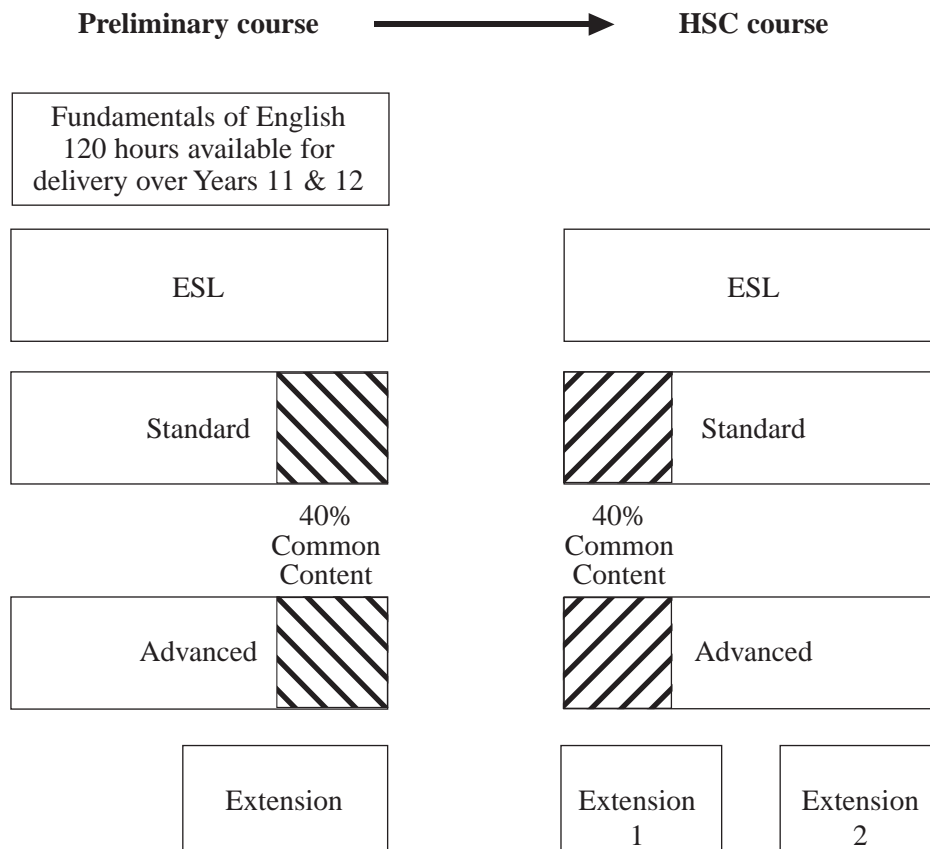 Preliminary course
HSC course
Fundamentals of English
120 hours available for
delivery over Years 11 & 12
ESL
ESL
Standard
Standard
40%
Common
Content
40%
Common
Content
Advanced
Advanced
Extension
Extension
1
Extension
2